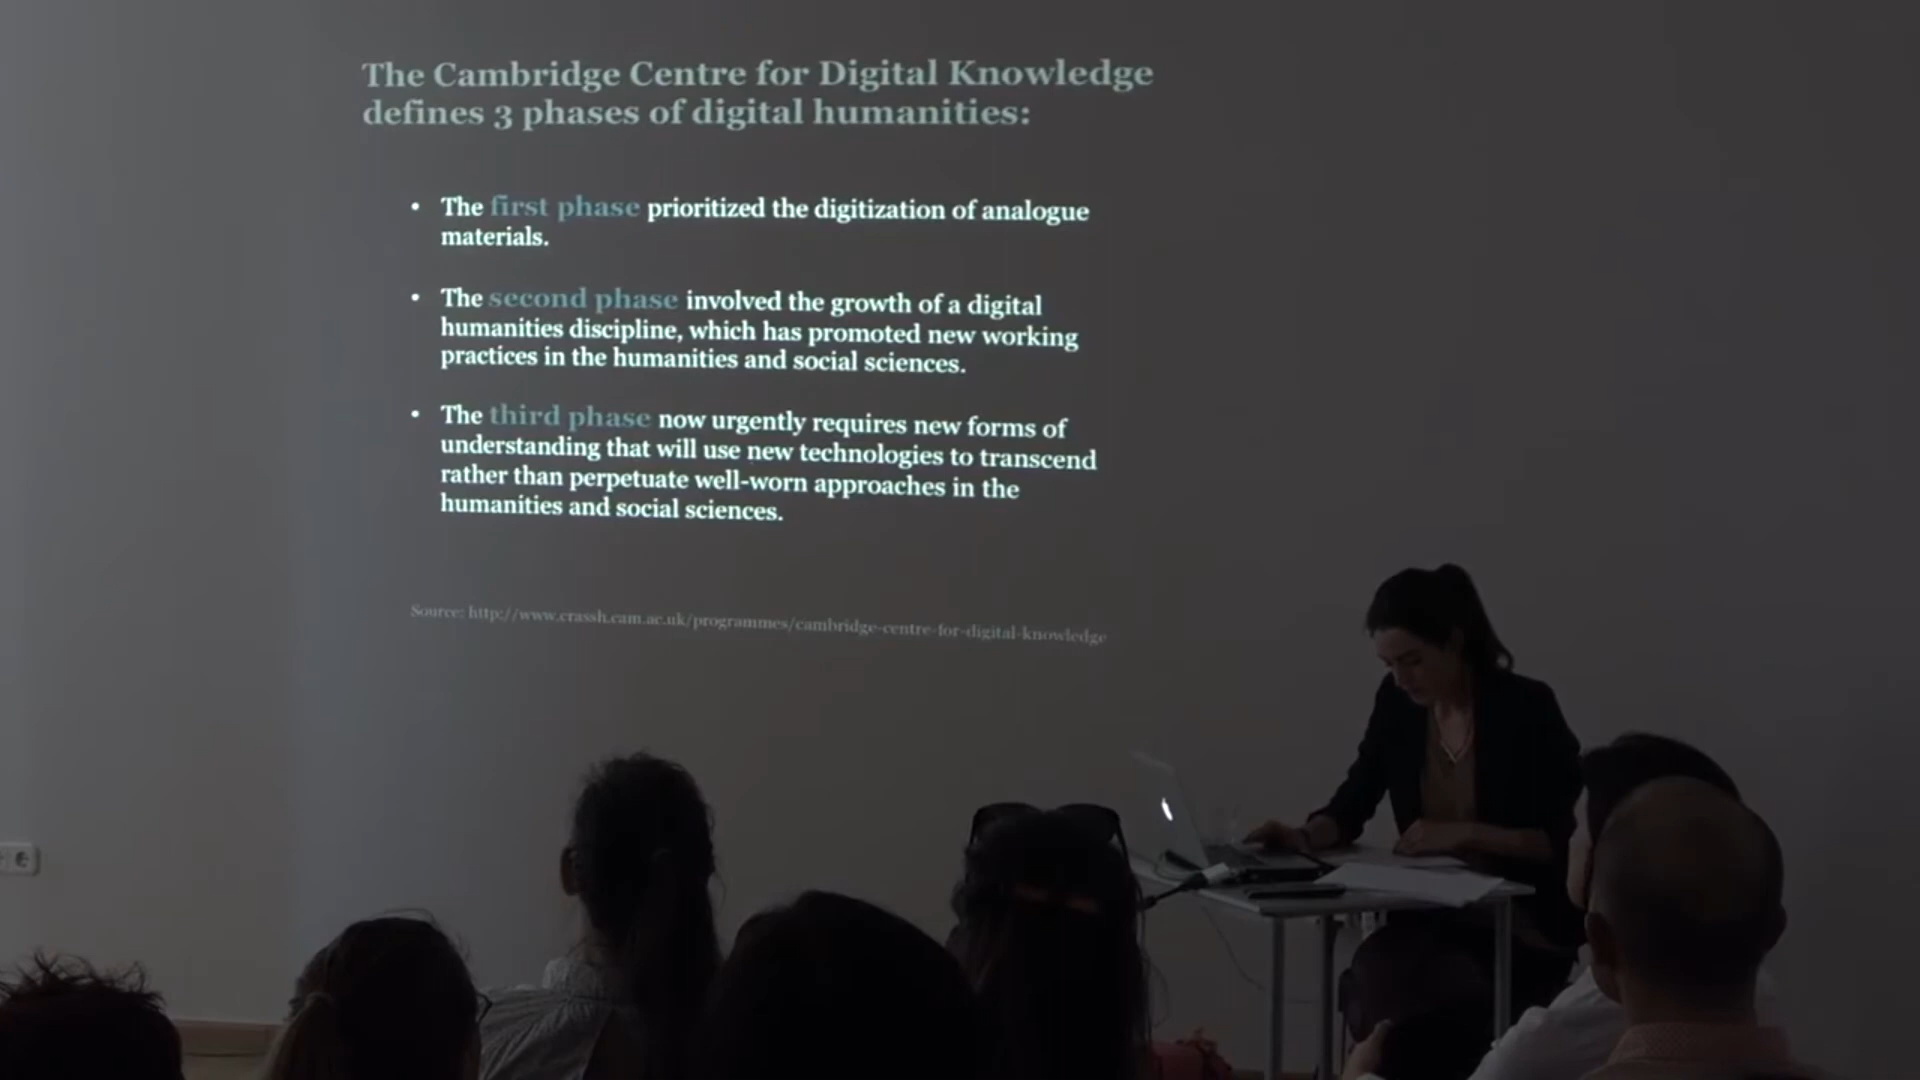 The Cambridge Centre for Digital Knowledge
defines 3 phases of digital humanities:
• The first phase prioritized the digitization of analogue
materials.
• The second phase involved the growth of a digital
humanities discipline, which has promoted new working
practices in the humanities and social sciences.
• The third phase now urgently requires new forms of
understanding that will use new technologies to transcend
rather than perpetuate well-worn approaches in the
humanities and social sciences.
Source: http://www.crassh.cam.ac.uk/programmes/cambridge-centre-for-digital-knowledge